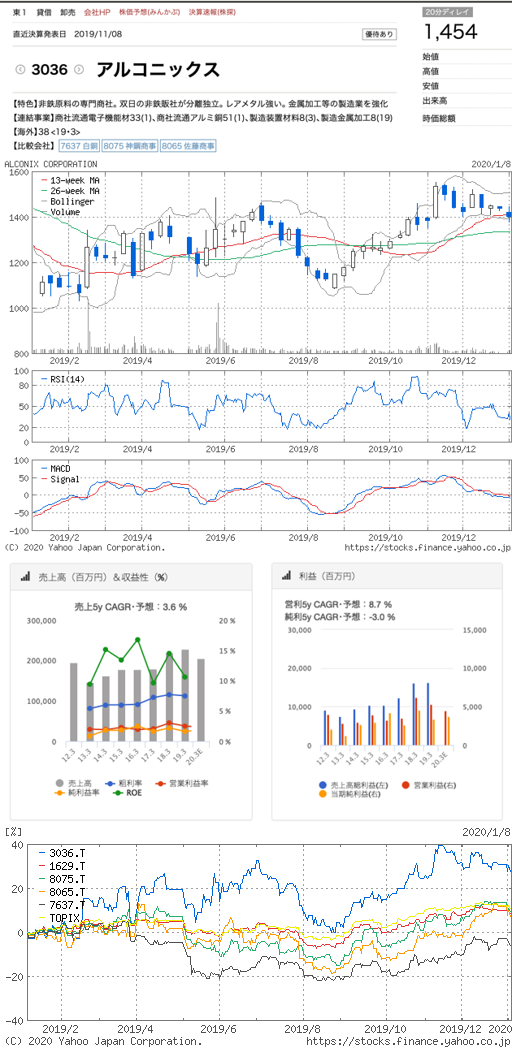 東1 貸借 卸売 会社HP 株価予想(みんかぶ) 決算速報(株探)
20分ディレイ
直近決算発表日 2019/11/08
優待あり
1,454
3036 アルコニックス
始値
高値
安値
出来高
時価総額
【特色】非鉄原料の専門商社。双日の非鉄販社が分離独立。レアメタル強い。金属加工等の製造業を強化
【連結事業】商社流通電子機能材33(1)、商社流通アルミ銅51(1)、製造装置材料8(3)、製造金属加工8(19)
【海外】38 <19・3>
【比較会社】 7637 白銅 8075 神鋼商事 8065 佐藤商事
ALCONIX CORPORATION 2020/1/8
13-week MA
26-week MA
Bollinger
Volume
1600
1400
1200
1000
800
2019/2 2019/4 2019/6 2019/8 2019/10 2019/12
RSI(14)
100
80
50
20
0
2019/2 2019/4 2019/6 2019/8 2019/10 2019/12
MACD
Signal
100
50
0
−50
−100
2019/2 2019/4 2019/6 2019/8 2019/10 2019/12
(C) 2020 Yahoo Japan Corporation. https://stocks.finance.yahoo.co.jp
売上高（百万円）＆収益性（%）
売上5y CAGR･予想：3.6 %
300,000
200,000
100,000
0
20 %
15 %
10 %
5 %
0 %
12.3 13.3 14.3 15.3 16.3 17.3 18.3 19.3 20.3E
売上高 粗利率 営業利益率
純利益率 ROE
利益（百万円）
営利5y CAGR･予想：8.7 %
純利5y CAGR･予想：-3.0 %
30,000
20,000
10,000
0
15,000
10,000
5,000
0
12.3 13.3 14.3 15.3 16.3 17.3 18.3 19.3 20.3E
売上高総利益(左) 営業利益(右)
当期純利益(右)
[%] 2020/1/8
3036.T
1629.T
8075.T
8065.T
7637.T
TOPIX
40
20
0
−20
−40
2019/2 2019/4 2019/6 2019/8 2019/10 2019/12 2020
(C) 2020 Yahoo Japan Corporation. https://stocks.finance.yahoo.co.jp